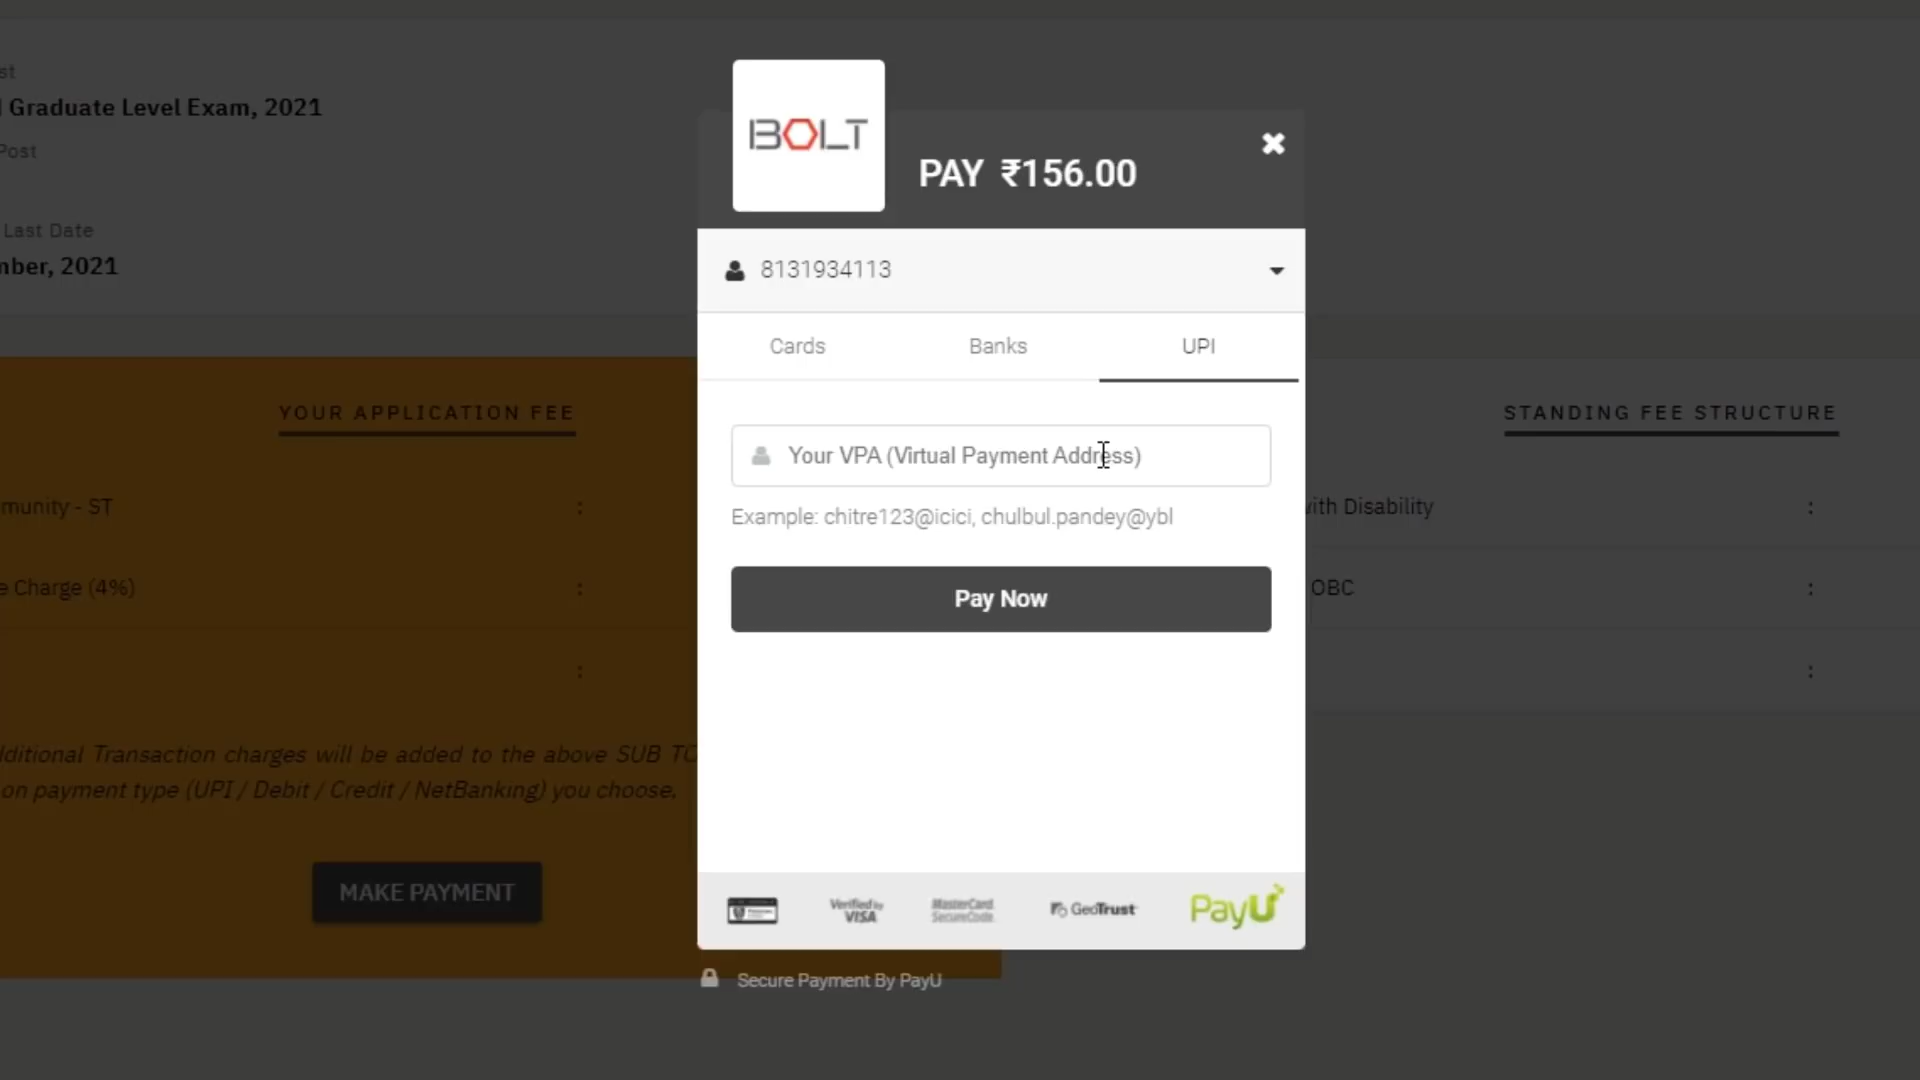 st
Graduate Level Exam, 2021
Post
Last Date
mber, 2021
BOLT
PAY ₹156.00
8131934113
Cards Banks UPI
YOUR APPLICATION FEE
STANDING FEE STRUCTURE
Your VPA (Virtual Payment Address)
munity - ST :
with Disability :
Example: chitre123@icici, chulbul.pandey@ybl
e Charge (4%) :
OBC :
Pay Now
:
:
dditional Transaction charges will be added to the above SUB TO
on payment type (UPI / Debit / Credit / NetBanking) you choose.
MAKE PAYMENT
Verified by
VISA
MasterCard.
SecureCode.
GeoTrust
PayU
Secure Payment By PayU